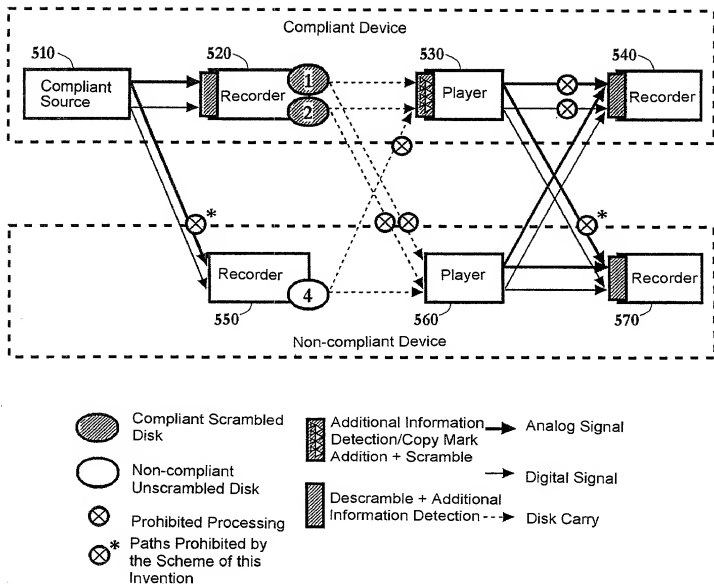 Compliant Device
510
520
530
540
Compliant
Source
Recorder
1
2
Player
Recorder
*
*
Recorder
4
Player
Recorder
550
560
570
Non-compliant Device
Compliant Scrambled
Disk
Non-compliant
Unscrambled Disk
Prohibited Processing
* Paths Prohibited by
the Scheme of this
Invention
Additional Information
Detection/Copy Mark
Addition + Scramble
Descramble + Additional
Information Detection
Analog Signal
Digital Signal
Disk Carry